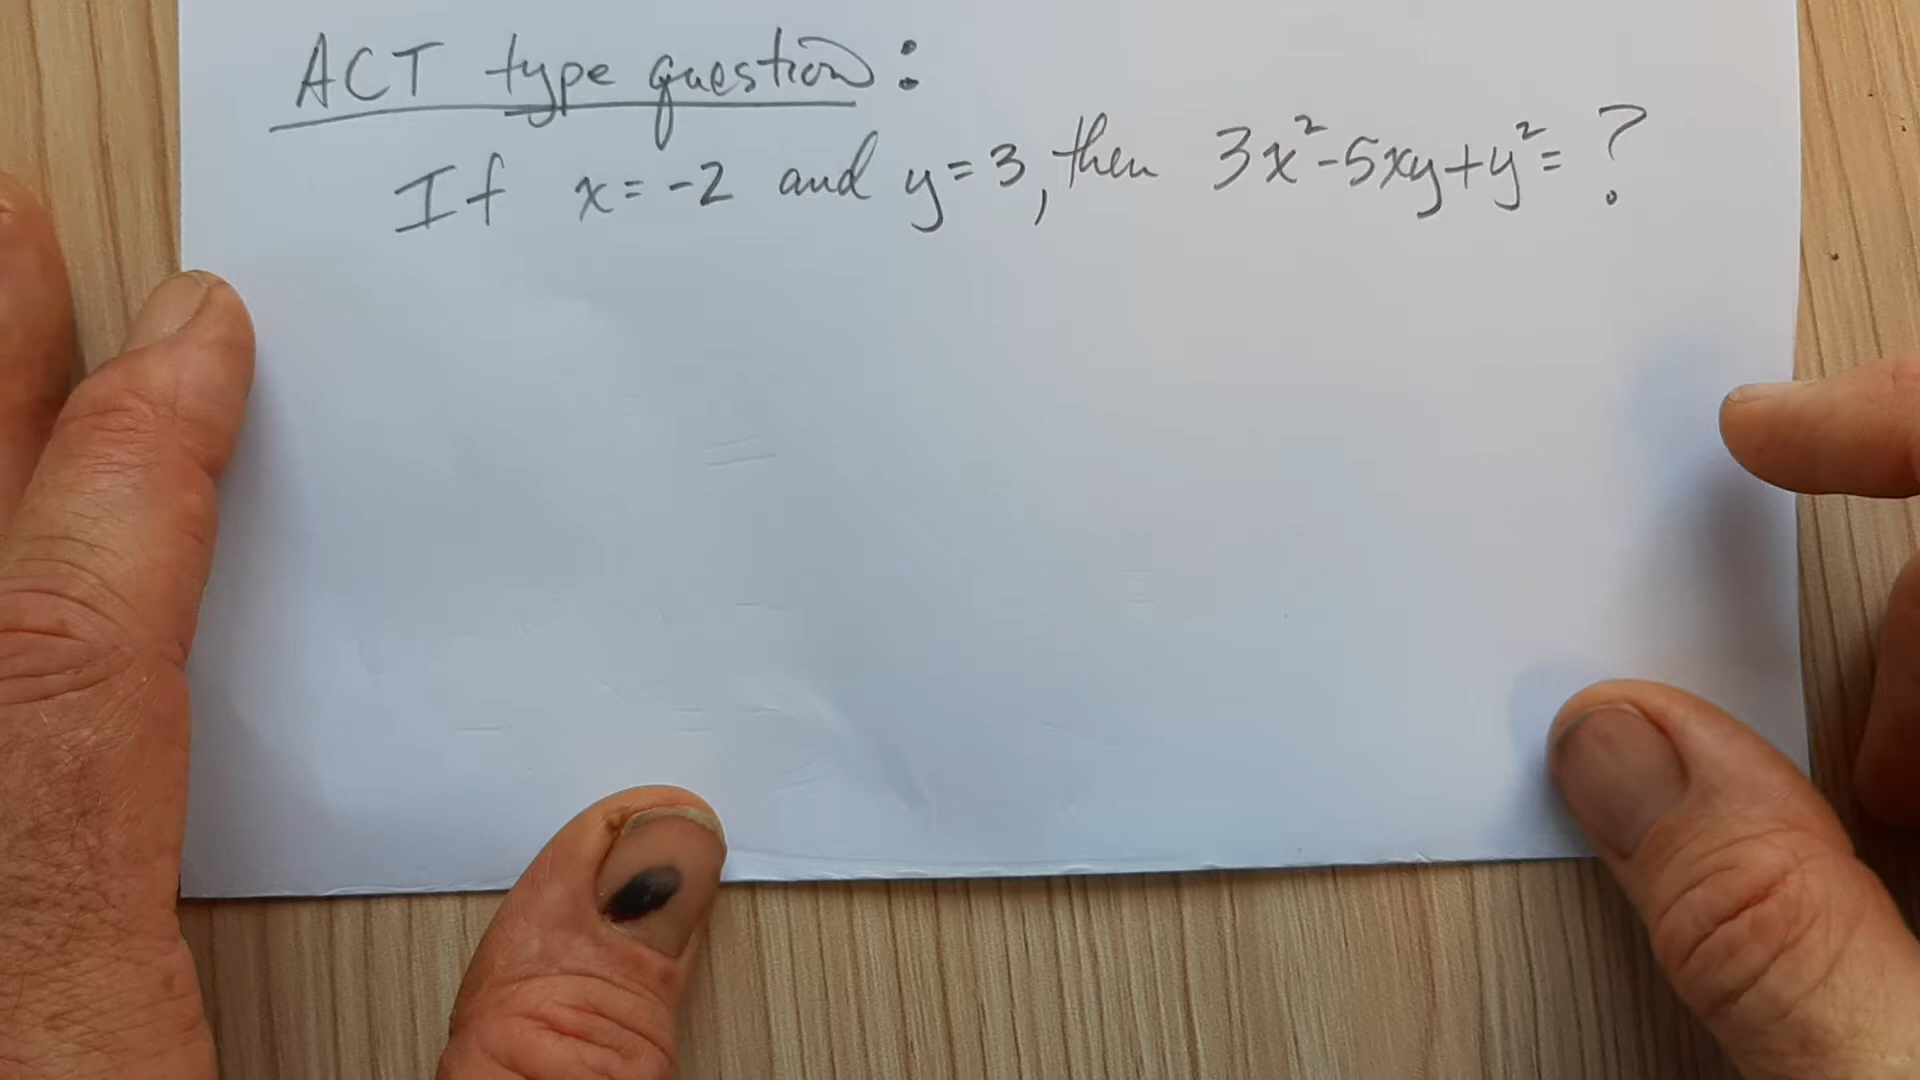 ACT type question:
If x = -2 and y = 3, then 3x²-5xy+y² = ?